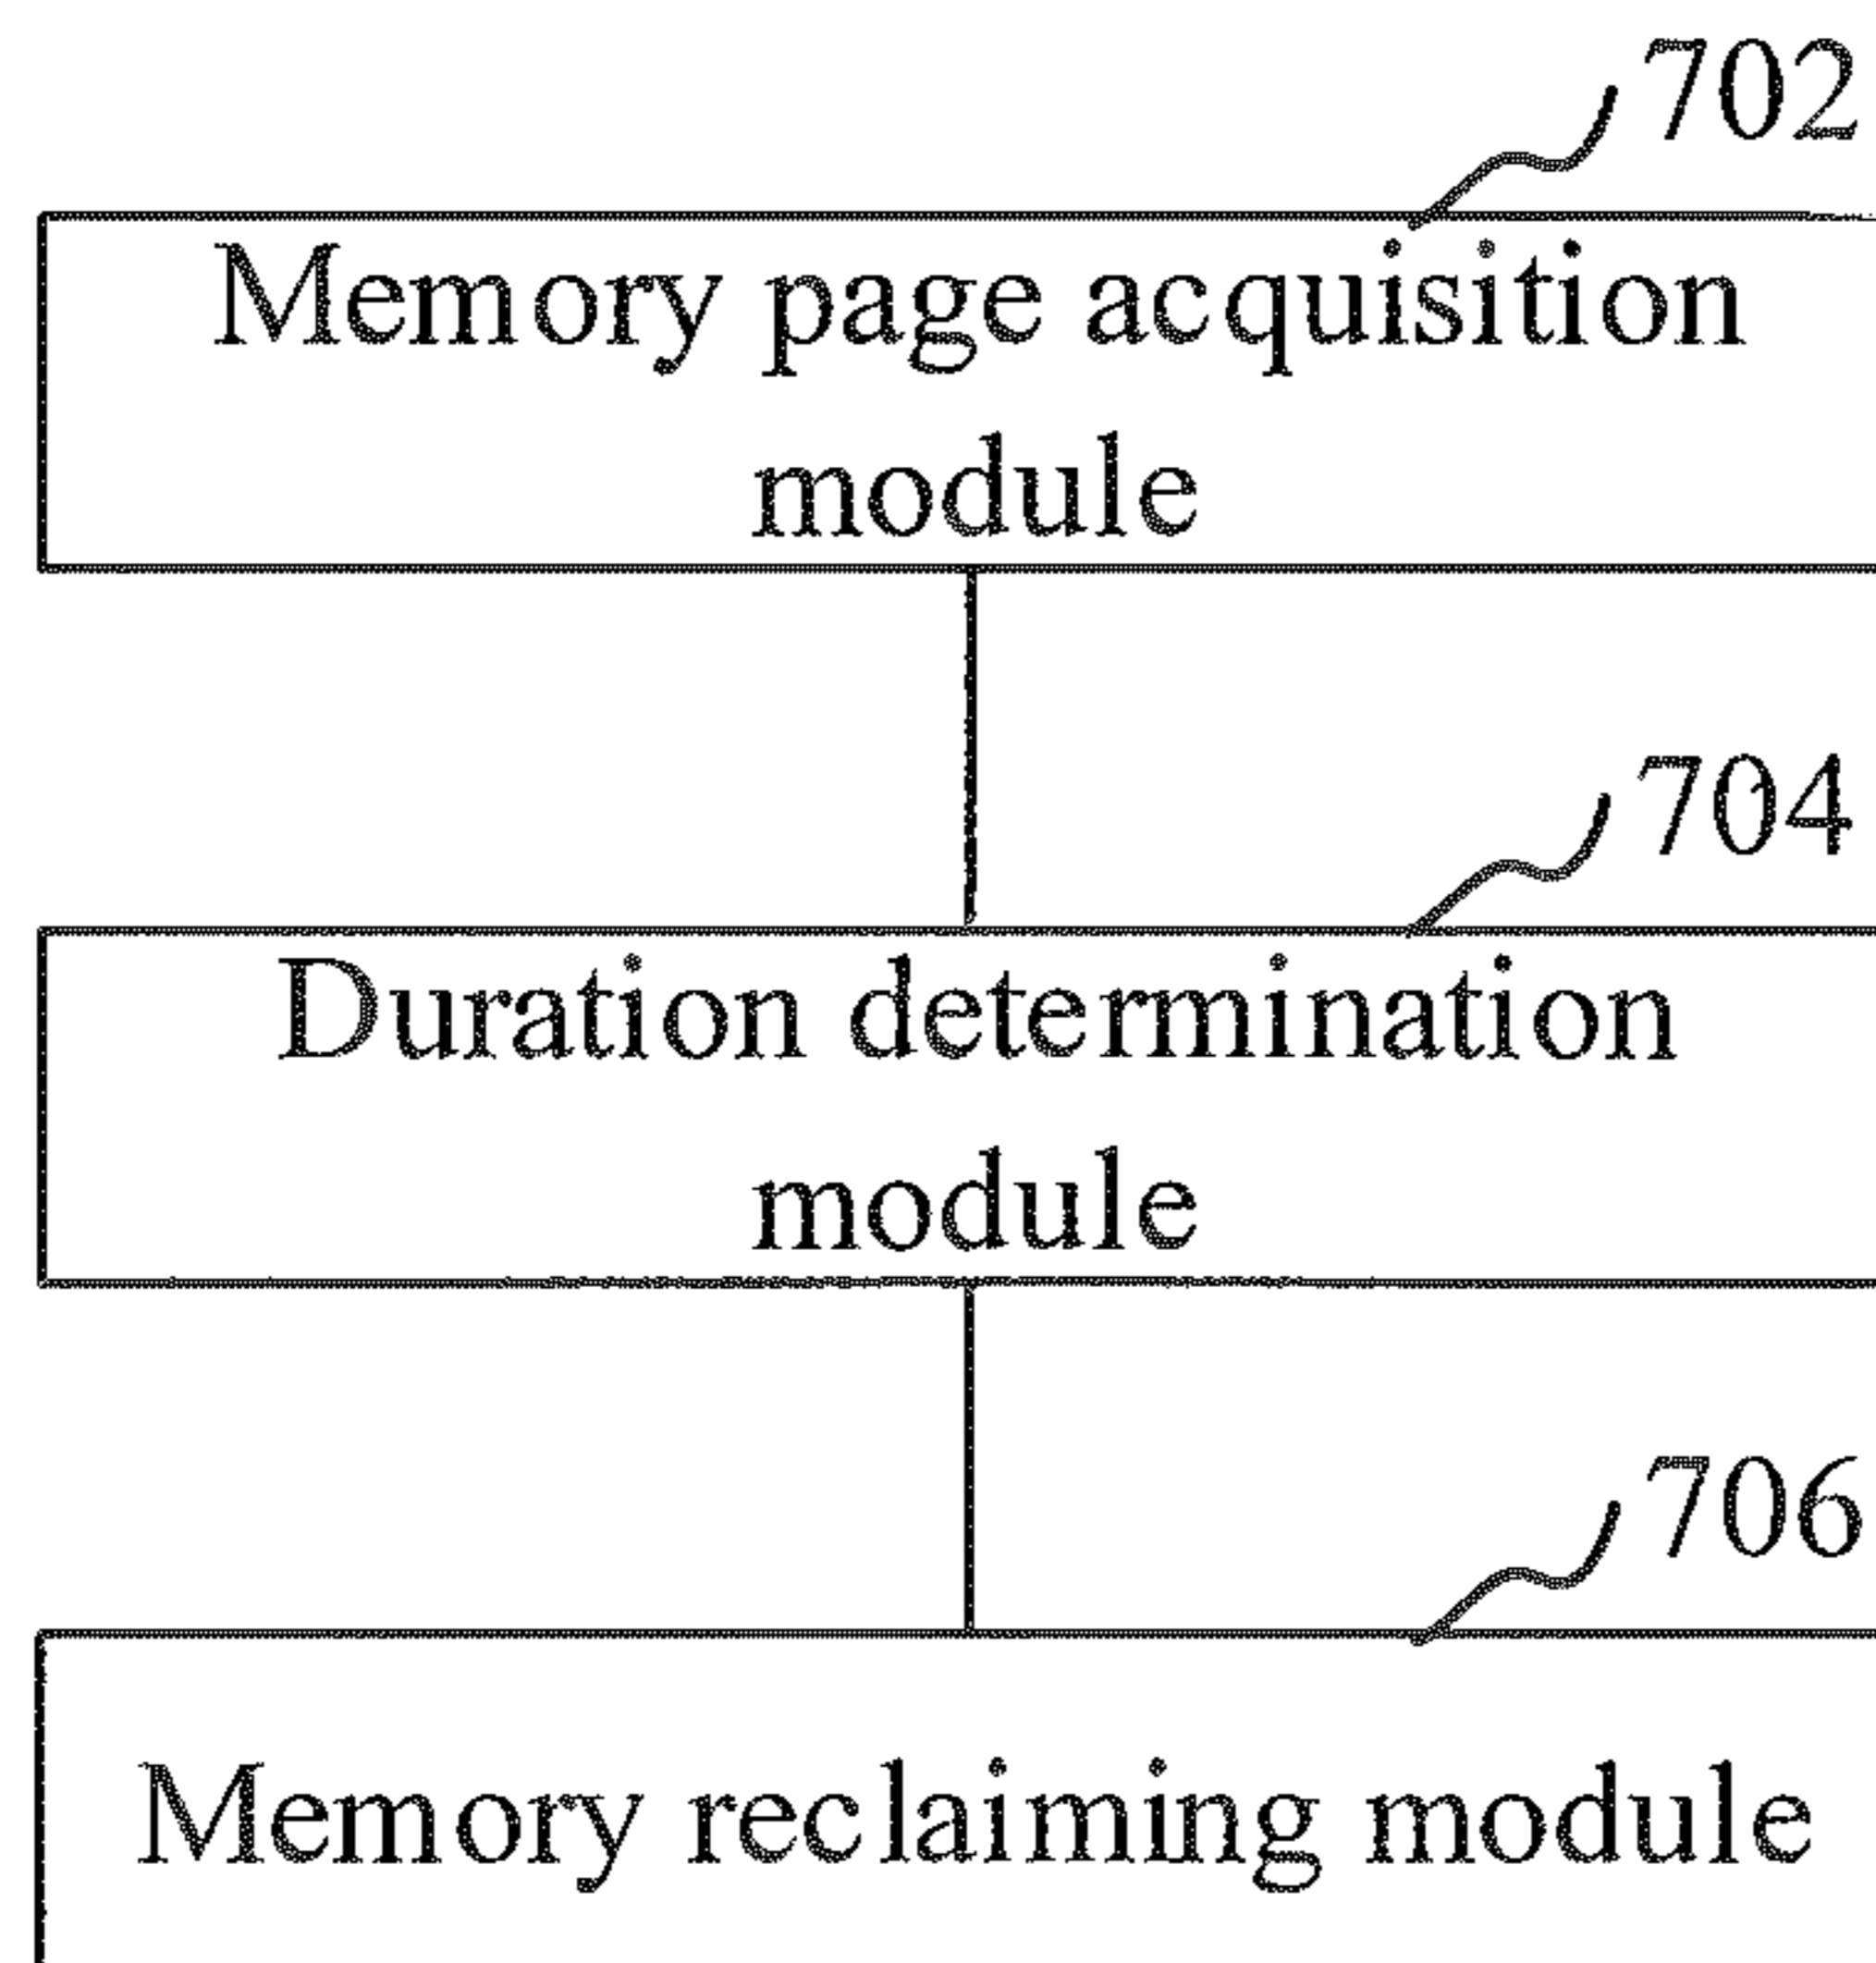 702
Memory page acquisition
module
704
Duration determination
module
706
Memory reclaiming module